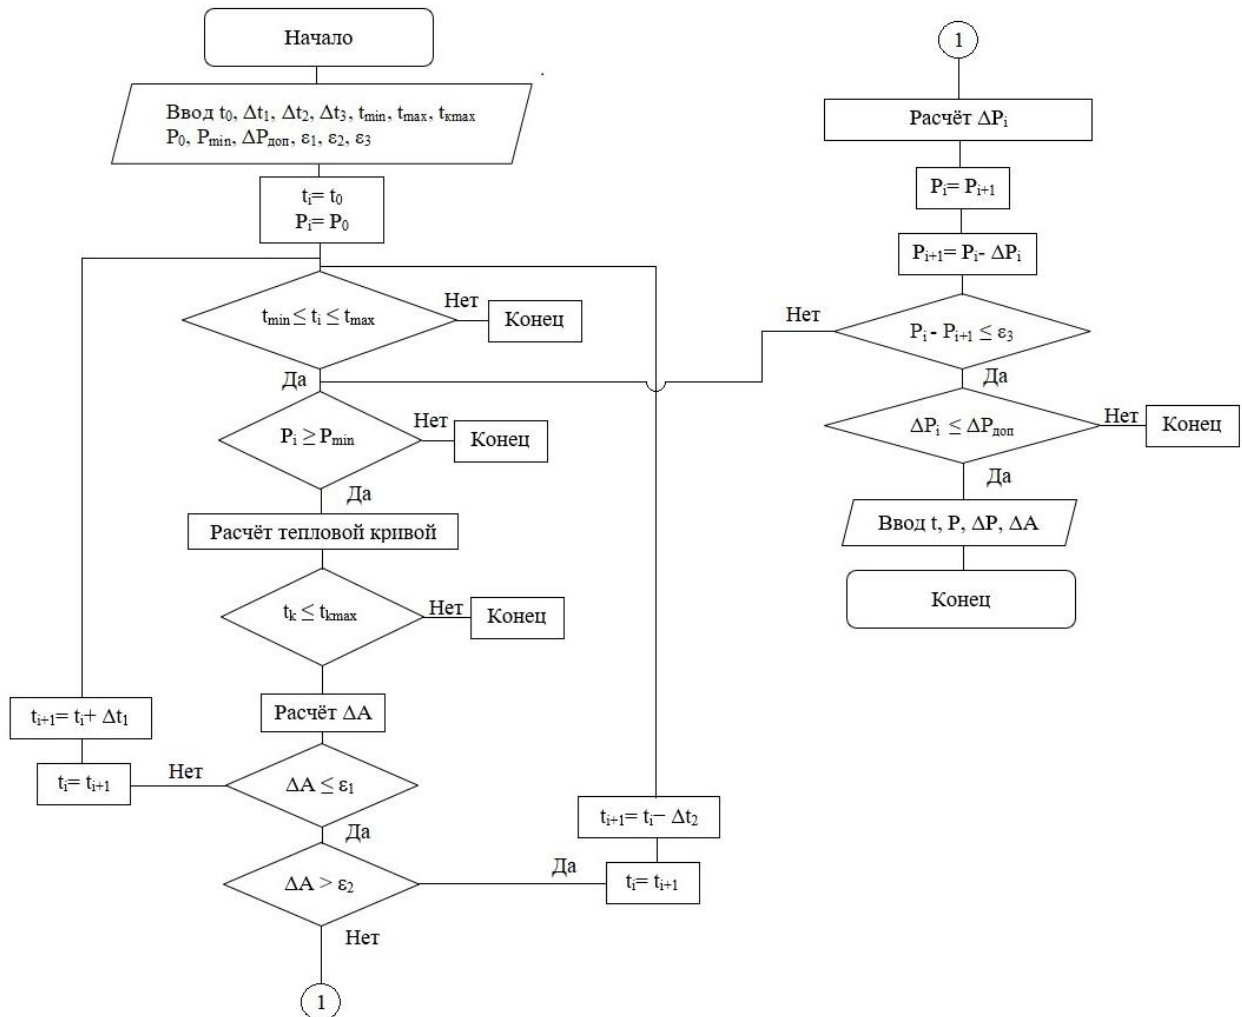 Начало
Ввод t₀, Δt₁, Δt₂, Δt₃, tmin, tmax, tкmax
P₀, Pmin, ΔPдоп, ε₁, ε₂, ε₃
tᵢ= t₀
Pᵢ= P₀
tmin ≤ tᵢ ≤ tmax
Нет
Конец
Да
Pᵢ ≥ Pmin
Нет
Конец
Да
Расчёт тепловой кривой
tk ≤ tkmax
Нет
Конец
Расчёт ΔA
tᵢ₊₁= tᵢ+ Δt₁
tᵢ= tᵢ₊₁
Нет
ΔA ≤ ε₁
Да
ΔA > ε₂
Да
tᵢ₊₁= tᵢ− Δt₂
tᵢ= tᵢ₊₁
Нет
1
1
Расчёт ΔPᵢ
Pᵢ= Pᵢ₊₁
Pᵢ₊₁= Pᵢ- ΔPᵢ
Нет
Pᵢ - Pᵢ₊₁ ≤ ε₃
Да
ΔPᵢ ≤ ΔPдоп
Нет
Конец
Да
Ввод t, P, ΔP, ΔA
Конец